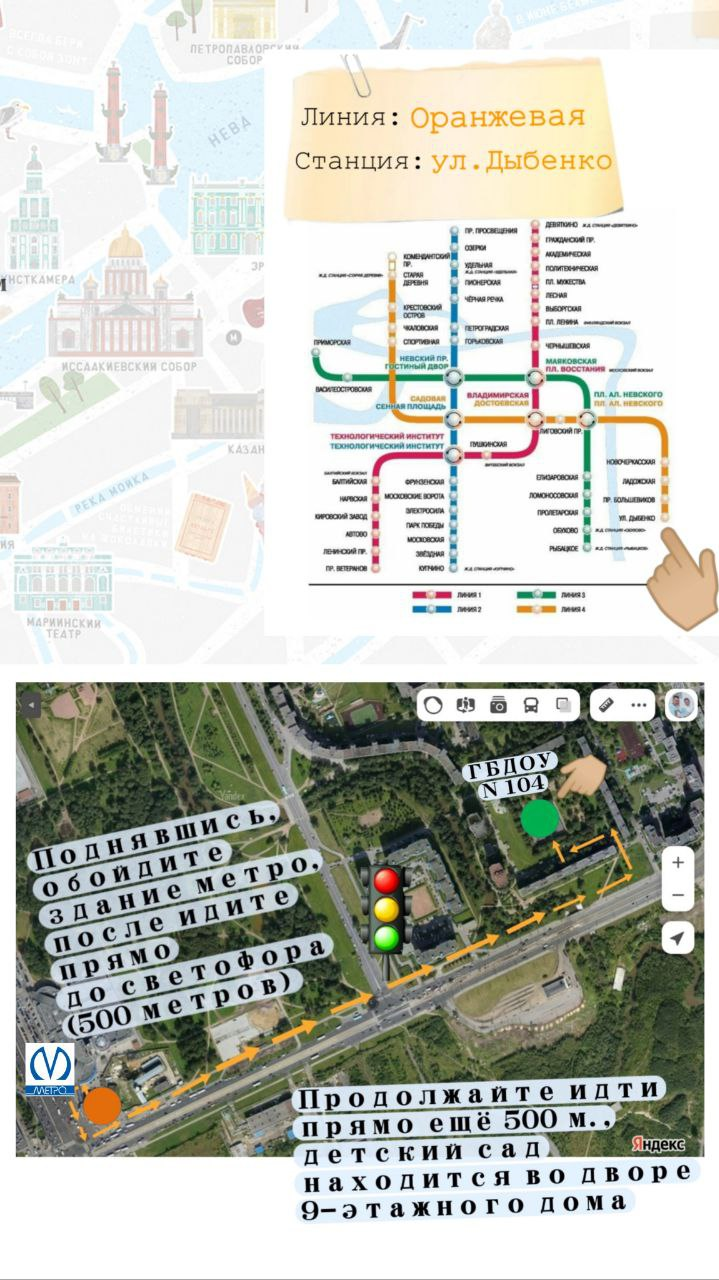 ВСЕГДА БЕРИ
С СОБОЙ ЗОНТ
ПЕТРОПАВЛОВСКИЙ
СОБОР
НЕВА
НСТКАМЕРА
ИСААКИЕВСКИЙ СОБОР
КАЗАН
РЕКА МОЙКА
МАРИИНСКИЙ
ТЕАТР
Линия: Оранжевая
Станция: ул.Дыбенко
ДЕВЯТКИНО
ГРАЖДАНСКИЙ ПР.
АКАДЕМИЧЕСКАЯ
ПОЛИТЕХНИЧЕСКАЯ
ПЛ. МУЖЕСТВА
ЛЕСНАЯ
ВЫБОРГСКАЯ
ПЛ. ЛЕНИНА
ЧЕРНЫШЕВСКАЯ
ПР. ПРОСВЕЩЕНИЯ
ОЗЕРКИ
УДЕЛЬНАЯ
ПИОНЕРСКАЯ
ЧЁРНАЯ РЕЧКА
ПЕТРОГРАДСКАЯ
ГОРЬКОВСКАЯ
КОМЕНДАНТСКИЙ
ПР.
СТАРАЯ
ДЕРЕВНЯ
КРЕСТОВСКИЙ
ОСТРОВ
ЧКАЛОВСКАЯ
СПОРТИВНАЯ
ПРИМОРСКАЯ
ВАСИЛЕОСТРОВСКАЯ
НЕВСКИЙ ПР.
ГОСТИНЫЙ ДВОР
МАЯКОВСКАЯ
ПЛ. ВОССТАНИЯ
САДОВАЯ
СЕННАЯ ПЛОЩАДЬ
ВЛАДИМИРСКАЯ
ДОСТОЕВСКАЯ
ПЛ. АЛ. НЕВСКОГО
ПЛ. АЛ. НЕВСКОГО
ЛИГОВСКИЙ ПР.
ТЕХНОЛОГИЧЕСКИЙ ИНСТИТУТ
ТЕХНОЛОГИЧЕСКИЙ ИНСТИТУТ
ПУШКИНСКАЯ
БАЛТИЙСКАЯ
НАРВСКАЯ
КИРОВСКИЙ ЗАВОД
АВТОВО
ЛЕНИНСКИЙ ПР.
ПР. ВЕТЕРАНОВ
ФРУНЗЕНСКАЯ
МОСКОВСКИЕ ВОРОТА
ЭЛЕКТРОСИЛА
ПАРК ПОБЕДЫ
МОСКОВСКАЯ
ЗВЁЗДНАЯ
КУПЧИНО
ЕЛИЗАРОВСКАЯ
ЛОМОНОСОВСКАЯ
ПРОЛЕТАРСКАЯ
ОБУХОВО
РЫБАЦКОЕ
НОВОЧЕРКАССКАЯ
ЛАДОЖСКАЯ
ПР. БОЛЬШЕВИКОВ
УЛ. ДЫБЕНКО
ЛИНИЯ 1
ЛИНИЯ 2
ЛИНИЯ 3
ЛИНИЯ 4
ГБДОУ
N 104
Yandex
Поднявшись,
обойдите
здание метро,
после идите
прямо
до светофора
(500 метров)
МЕТРО
Продолжайте идти
прямо ещё 500 м.,
детский сад
находится во дворе
9-этажного дома
Яндекс